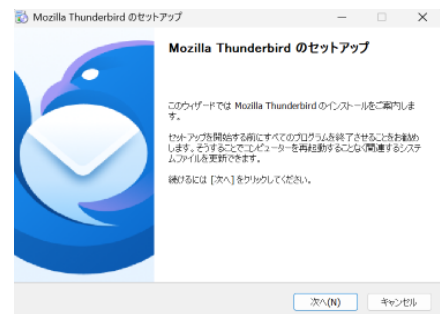 Mozilla Thunderbird のセットアップ
Mozilla Thunderbird のセットアップ
このウィザードでは Mozilla Thunderbird のインストールをご案内しま
す。
セットアップを開始する前にすべてのプログラムを終了させることをお勧め
します。そうすることでコンピューターを再起動することなく関連するシステ
ムファイルを更新できます。
続けるには [次へ] をクリックしてください。
次へ(N)
キャンセル